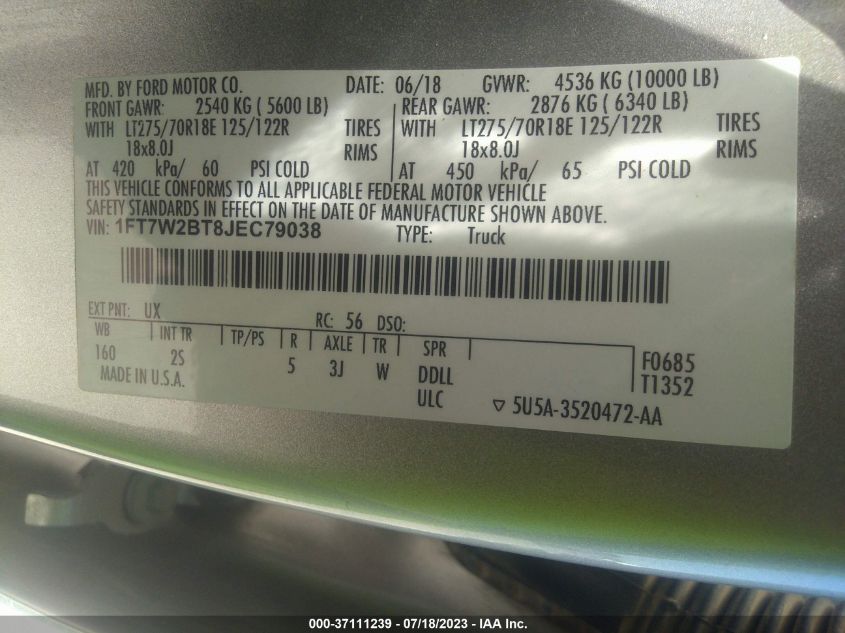 MFD. BY FORD MOTOR CO. DATE: 06/18 GVWR: 4536 KG (10000 LB)
FRONT GAWR: 2540 KG ( 5600 LB) REAR GAWR: 2876 KG ( 6340 LB)
WITH LT275/70R18E 125/122R TIRES WITH LT275/70R18E 125/122R TIRES
18x8.0J RIMS 18x8.0J RIMS
AT 420 kPa/ 60 PSI COLD AT 450 kPa/ 65 PSI COLD
THIS VEHICLE CONFORMS TO ALL APPLICABLE FEDERAL MOTOR VEHICLE
SAFETY STANDARDS IN EFFECT ON THE DATE OF MANUFACTURE SHOWN ABOVE.
VIN: 1FT7W2BT8JEC79038 TYPE: Truck
EXT PNT: UX RC: 56 DSO:
WB INT TR TP/PS R AXLE TR SPR F0685
160 2S 5 3J W DDLL T1352
MADE IN U.S.A. ULC 5U5A-3520472-AA
000-37111239 - 07/18/2023 - IAA Inc.